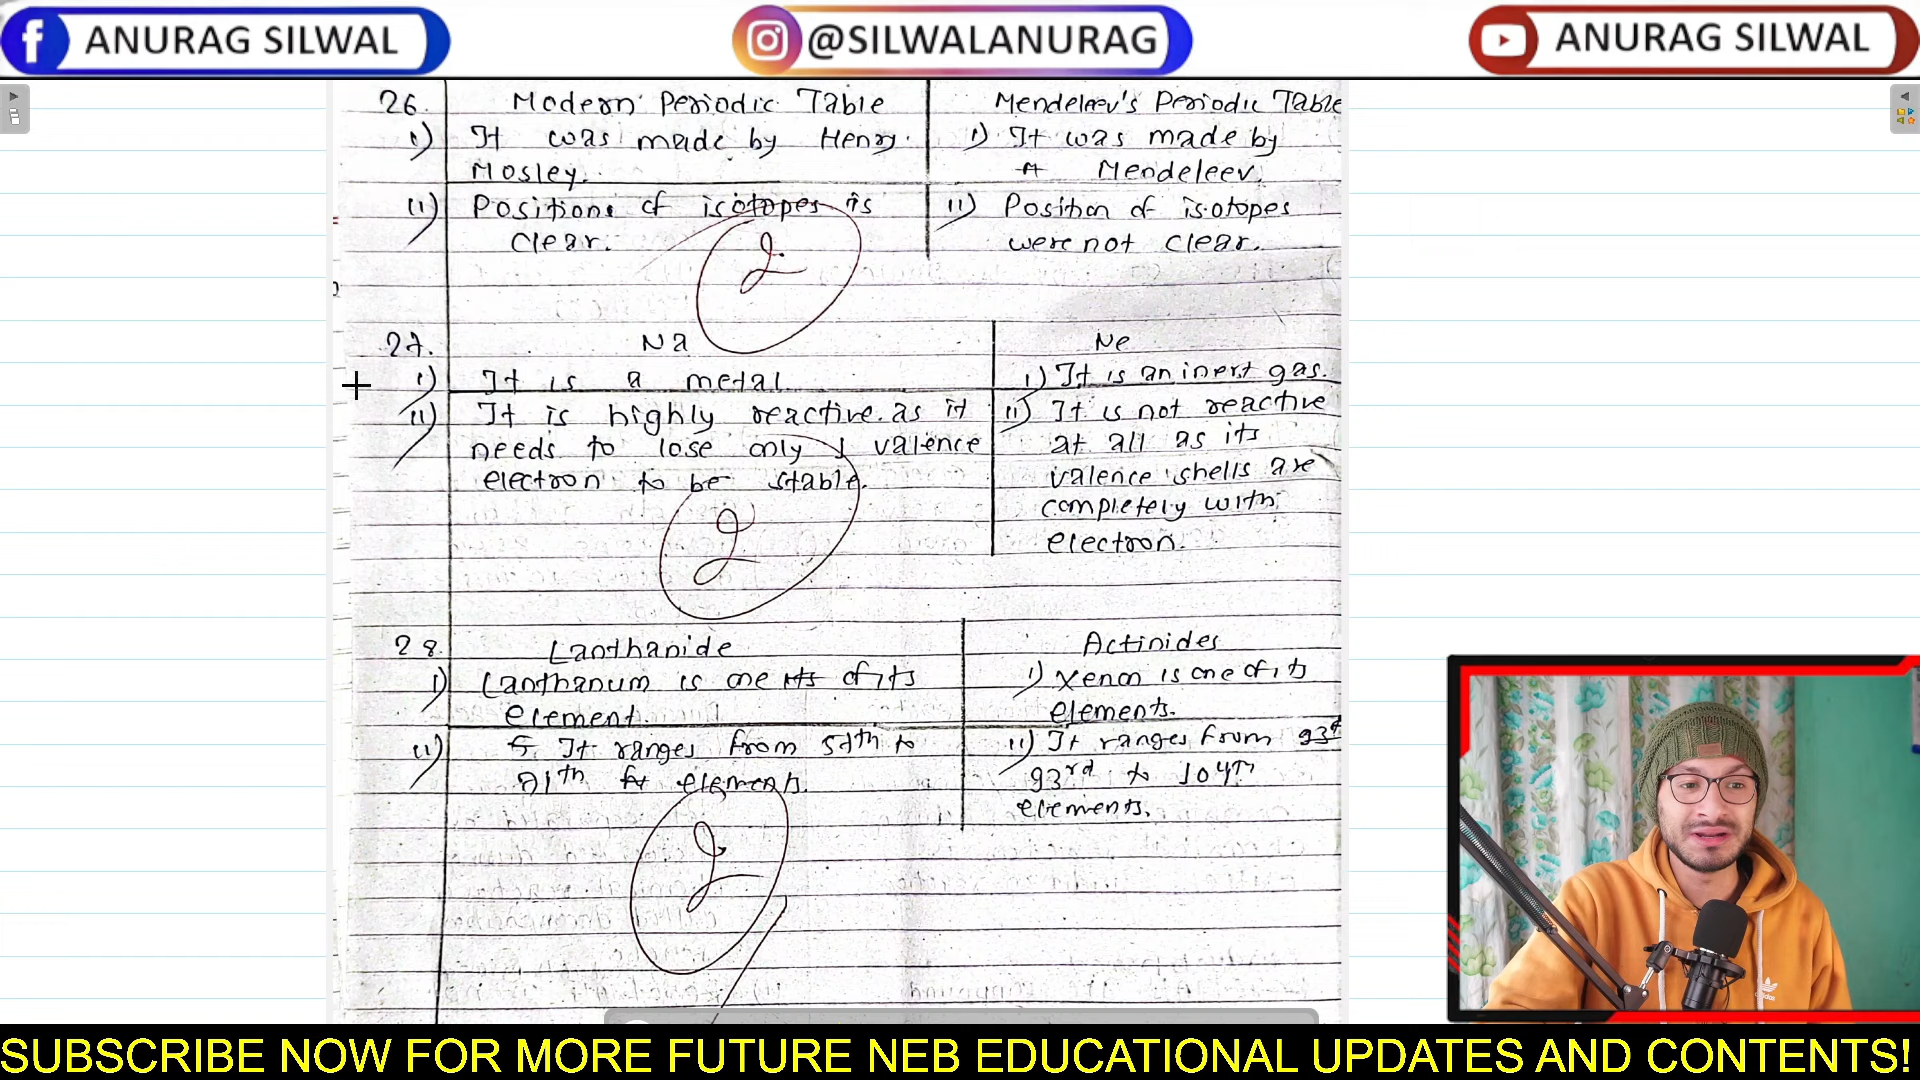 ANURAG SILWAL
@SILWALANURAG
ANURAG SILWAL
26. Modern Periodic Table
i) It was made by Henry
Mosley.
ii) Positions of isotopes is
clear.
2
Mendeleev's Periodic Table
i) It was made by
Mendeleev.
ii) Position of isotopes
were not clear.
27. Na
i) It is a metal.
ii) It is highly reactive as it
needs to lose only 1 valence
electron to be stable.
2
Ne
i) It is an inert gas.
ii) It is not reactive
at all as its
valence shells are
completely with
electron.
28. Lanthanide
i) Lanthanum is one its of its
element.
ii) It ranges from 57th to
71th elements.
2
Actinides
i) Xenon is one of its
elements.
ii) It ranges from 93
93rd to 104th
elements.
SUBSCRIBE NOW FOR MORE FUTURE NEB EDUCATIONAL UPDATES AND CONTENTS!